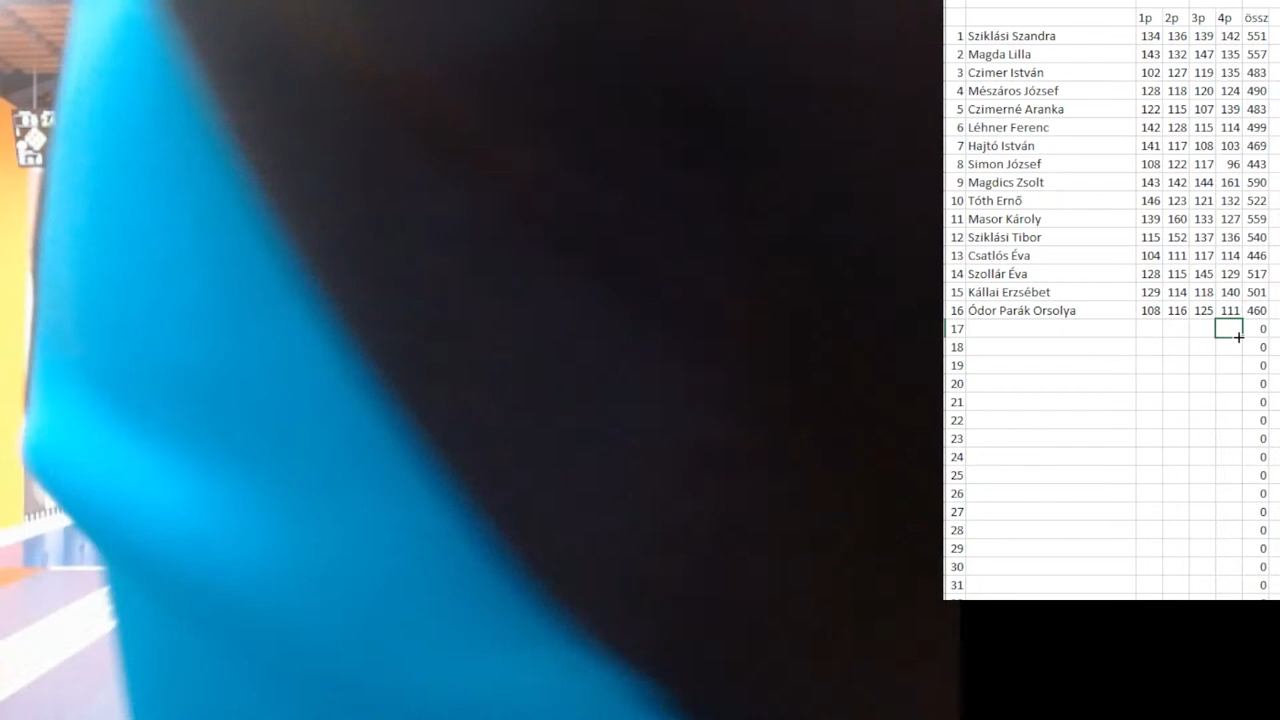 1p 2p 3p 4p össz
1 Sziklási Szandra 134 136 139 142 551
2 Magda Lilla 143 132 147 135 557
3 Czimer István 102 127 119 135 483
4 Mészáros József 128 118 120 124 490
5 Czimerné Aranka 122 115 107 139 483
6 Léhner Ferenc 142 128 115 114 499
7 Hajtó István 141 117 108 103 469
8 Simon József 108 122 117 96 443
9 Magdics Zsolt 143 142 144 161 590
10 Tóth Ernő 146 123 121 132 522
11 Masor Károly 139 160 133 127 559
12 Sziklási Tibor 115 152 137 136 540
13 Csatlós Éva 104 111 117 114 446
14 Szollár Éva 128 115 145 129 517
15 Kállai Erzsébet 129 114 118 140 501
16 Ódor Parák Orsolya 108 116 125 111 460
17 0
18 0
19 0
20 0
21 0
22 0
23 0
24 0
25 0
26 0
27 0
28 0
29 0
30 0
31 0